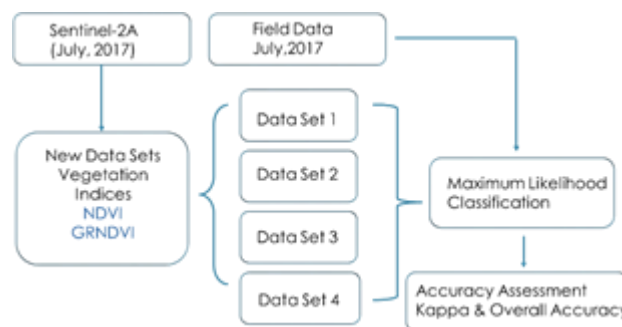 Sentinel-2A
(July, 2017)
Field Data
July,2017
New Data Sets
Vegetation
Indices
NDVI
GRNDVI
Data Set 1
Data Set 2
Data Set 3
Data Set 4
Maximum Likelihood
Classification
Accuracy Assessment
Kappa & Overall Accuracy